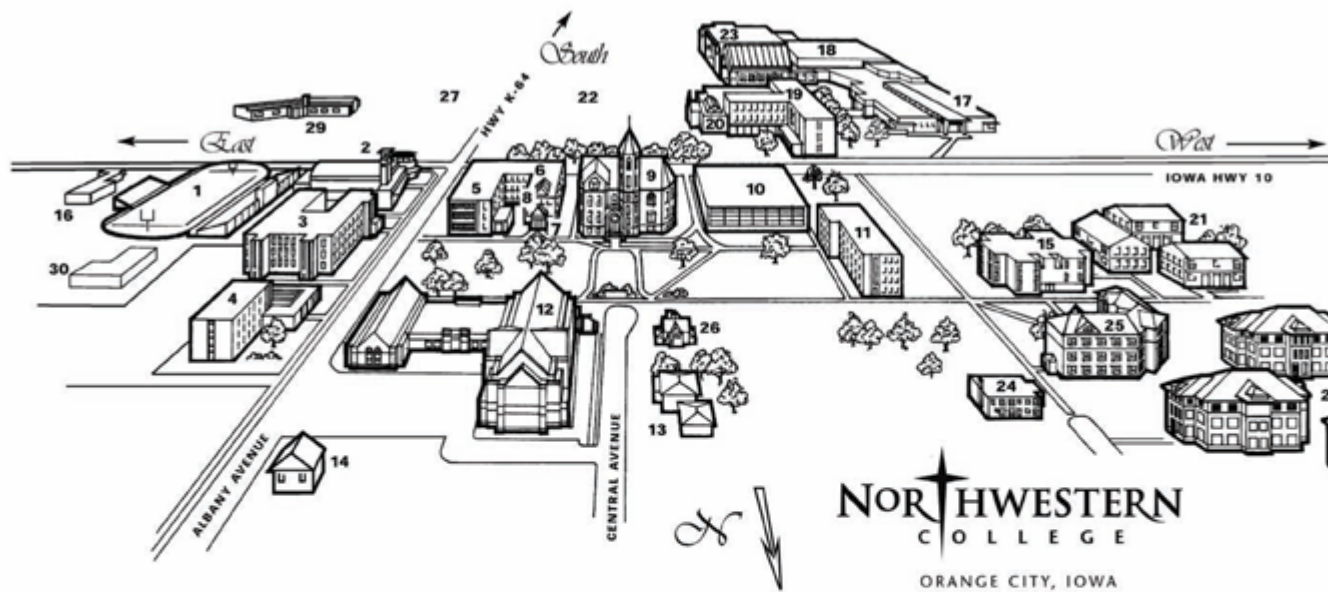 South
HWY K-64
East
West
IOWA HWY 10
23
18
17
19
20
27
22
29
2
1
16
3
30
4
5
6
8
7
9
10
11
12
15
21
25
24
26
13
14
ALBANY AVENUE
CENTRAL AVENUE
N
NORTHWESTERN
COLLEGE
ORANGE CITY, IOWA